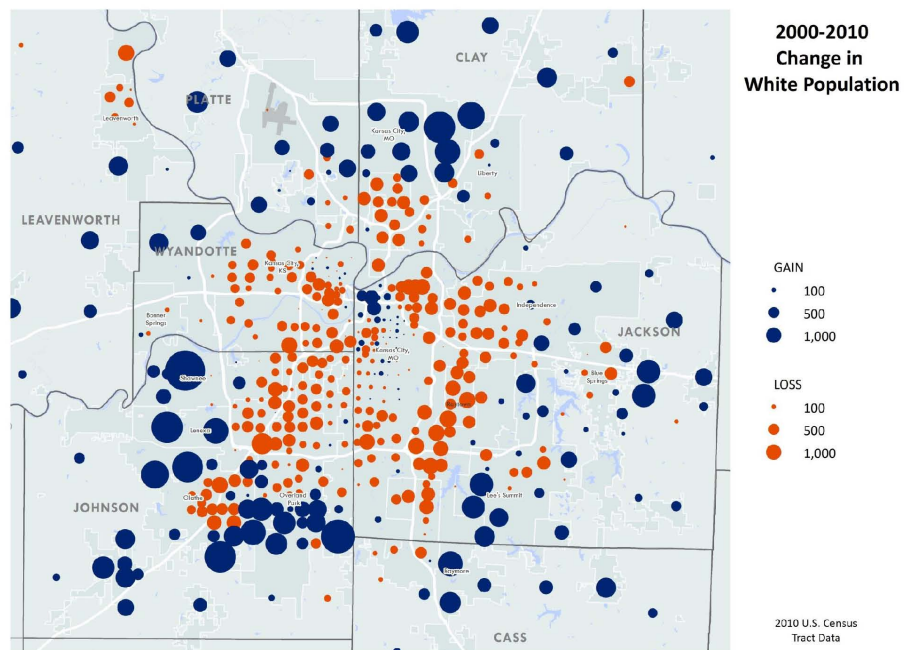 2000-2010
Change in
White Population
CLAY
PLATTE
Leavenworth
Kansas City,
MO
Liberty
LEAVENWORTH
WYANDOTTE
Kansas City,
KS
Bonner
Springs
Independence
JACKSON
Kansas City,
MO
Shawnee
Blue
Springs
Lenexa
Olathe
Overland
Park
Lee's Summit
JOHNSON
Raymore
CASS
GAIN
100
500
1,000
LOSS
100
500
1,000
2010 U.S. Census
Tract Data